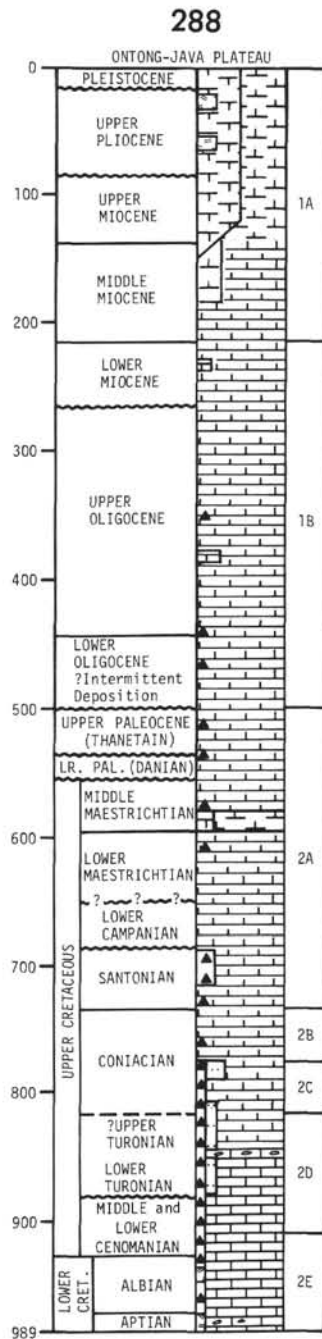 288
ONTONG-JAVA PLATEAU
0
PLEISTOCENE
UPPER
PLIOCENE
100
UPPER
MIOCENE
1A
MIDDLE
MIOCENE
200
LOWER
MIOCENE
300
UPPER
OLIGOCENE
1B
400
LOWER
OLIGOCENE
?Intermittent
Deposition
500
UPPER PALEOCENE
(THANETAIN)
LR. PAL. (DANIAN)
MIDDLE
MAESTRICHTIAN
600
LOWER
MAESTRICHTIAN
2A
? ? ?
LOWER
CAMPANIAN
700
SANTONIAN
UPPER CRETACEOUS
2B
CONIACIAN
2C
800
?UPPER
TURONIAN
LOWER
TURONIAN
2D
MIDDLE and
LOWER
CENOMANIAN
900
LOWER
CRET.
ALBIAN
2E
APTIAN
989